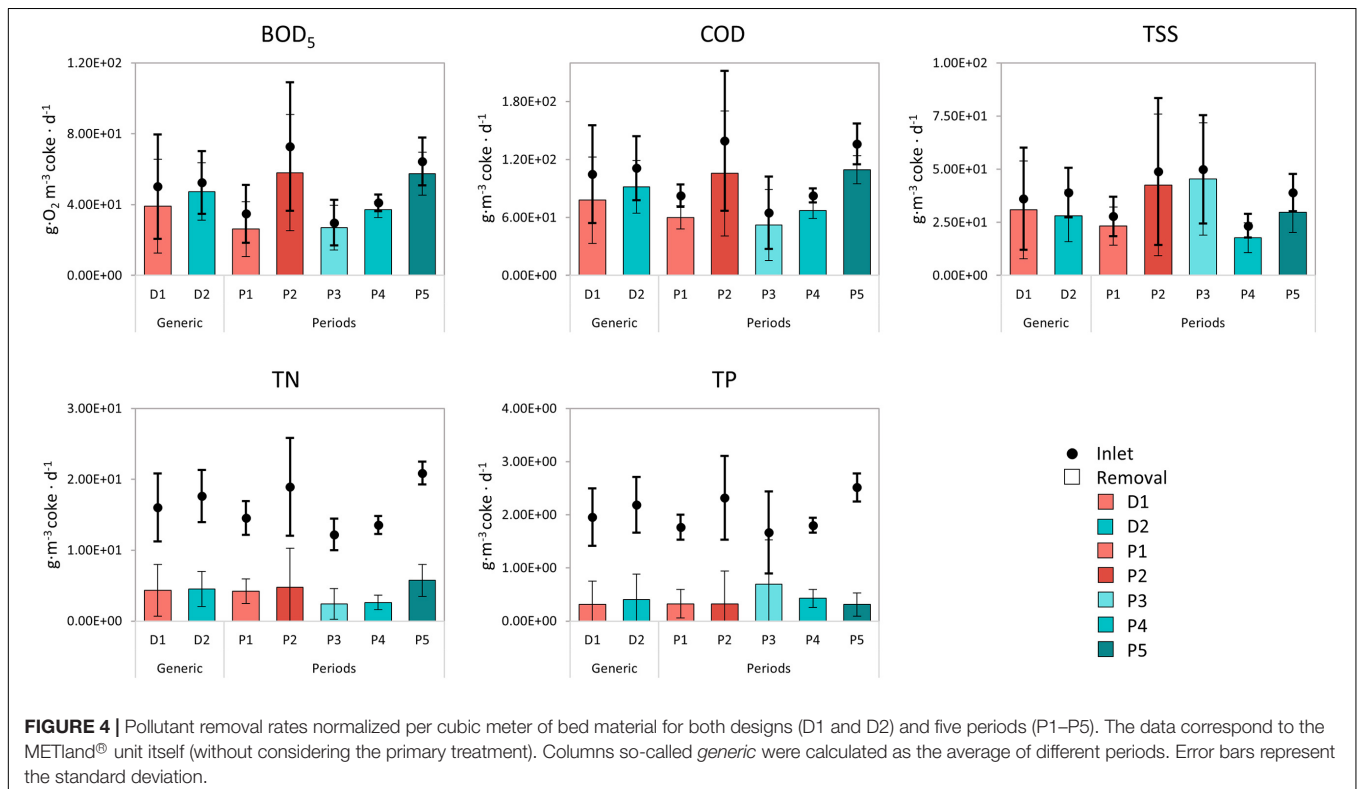 BOD5
g·O2 m-3 coke · d-1
1.20E+02
8.00E+01
4.00E+01
0.00E+00
D1 D2 P1 P2 P3 P4 P5
Generic Periods
COD
g·m-3 coke · d-1
1.80E+02
1.20E+02
6.00E+01
0.00E+00
D1 D2 P1 P2 P3 P4 P5
Generic Periods
TSS
g·m-3 coke · d-1
1.00E+02
7.50E+01
5.00E+01
2.50E+01
0.00E+00
D1 D2 P1 P2 P3 P4 P5
Generic Periods
TN
g·m-3 coke · d-1
3.00E+01
2.00E+01
1.00E+01
0.00E+00
D1 D2 P1 P2 P3 P4 P5
Generic Periods
TP
g·m-3 coke · d-1
4.00E+00
3.00E+00
2.00E+00
1.00E+00
0.00E+00
D1 D2 P1 P2 P3 P4 P5
Generic Periods
Inlet
Removal
D1
D2
P1
P2
P3
P4
P5
FIGURE 4 | Pollutant removal rates normalized per cubic meter of bed material for both designs (D1 and D2) and five periods (P1–P5). The data correspond to the
METland® unit itself (without considering the primary treatment). Columns so-called generic were calculated as the average of different periods. Error bars represent
the standard deviation.